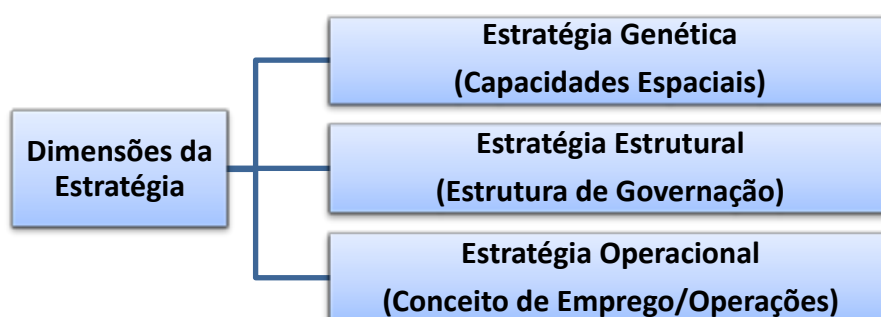 Dimensões da
Estratégia
Estratégia Genética
(Capacidades Espaciais)
Estratégia Estrutural
(Estrutura de Governação)
Estratégia Operacional
(Conceito de Emprego/Operações)